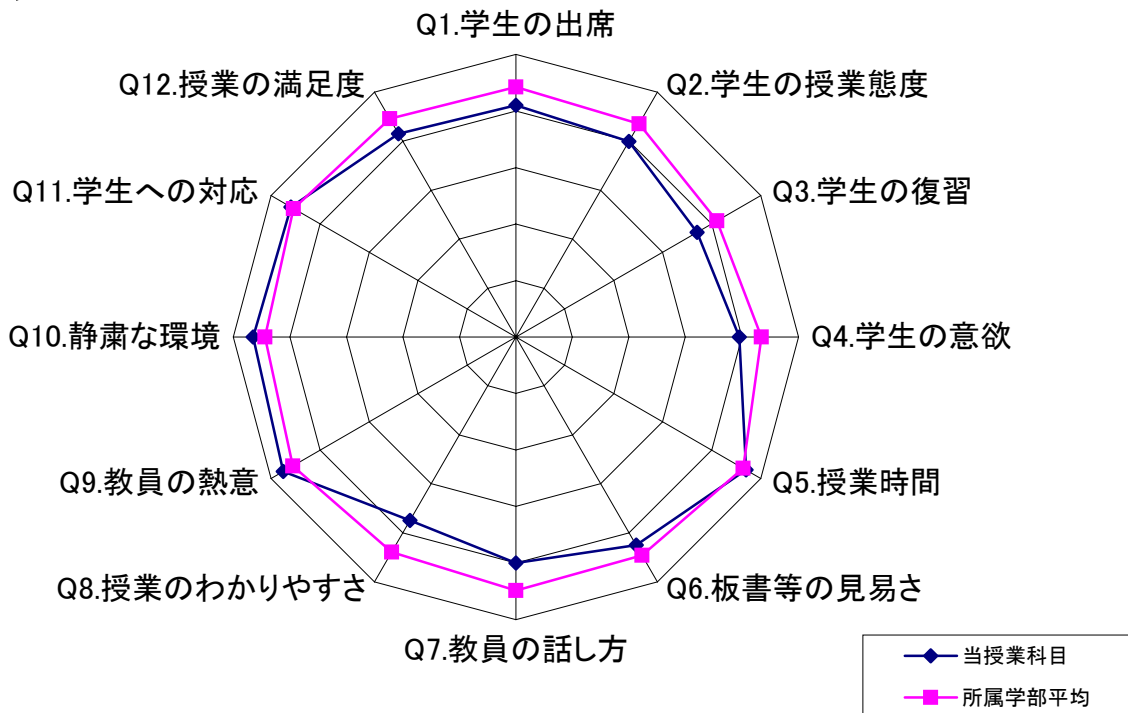 Q1.学生の出席
Q2.学生の授業態度
Q3.学生の復習
Q4.学生の意欲
Q5.授業時間
Q6.板書等の見易さ
Q7.教員の話し方
Q8.授業のわかりやすさ
Q9.教員の熱意
Q10.静粛な環境
Q11.学生への対応
Q12.授業の満足度
当授業科目
所属学部平均